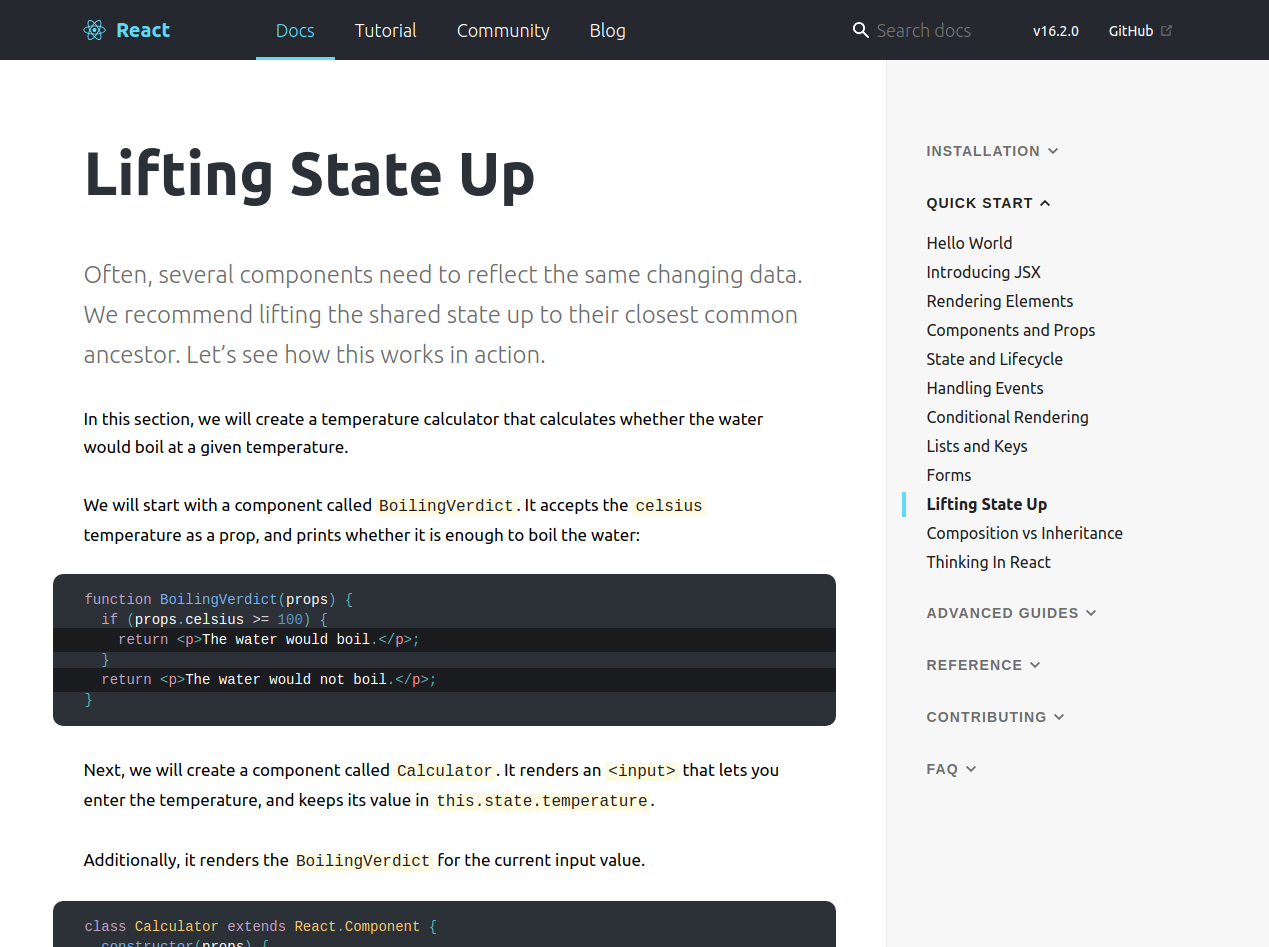 React Docs Tutorial Community Blog Search docs v16.2.0 GitHub
Lifting State Up
Often, several components need to reflect the same changing data.
We recommend lifting the shared state up to their closest common
ancestor. Let’s see how this works in action.
In this section, we will create a temperature calculator that calculates whether the water
would boil at a given temperature.
We will start with a component called BoilingVerdict. It accepts the celsius
temperature as a prop, and prints whether it is enough to boil the water:
function BoilingVerdict(props) {
  if (props.celsius >= 100) {
    return <p>The water would boil.</p>;
  }
  return <p>The water would not boil.</p>;
}
Next, we will create a component called Calculator. It renders an <input> that lets you
enter the temperature, and keeps its value in this.state.temperature.
Additionally, it renders the BoilingVerdict for the current input value.
class Calculator extends React.Component {
  constructor(props) {
INSTALLATION
QUICK START
Hello World
Introducing JSX
Rendering Elements
Components and Props
State and Lifecycle
Handling Events
Conditional Rendering
Lists and Keys
Forms
Lifting State Up
Composition vs Inheritance
Thinking In React
ADVANCED GUIDES
REFERENCE
CONTRIBUTING
FAQ